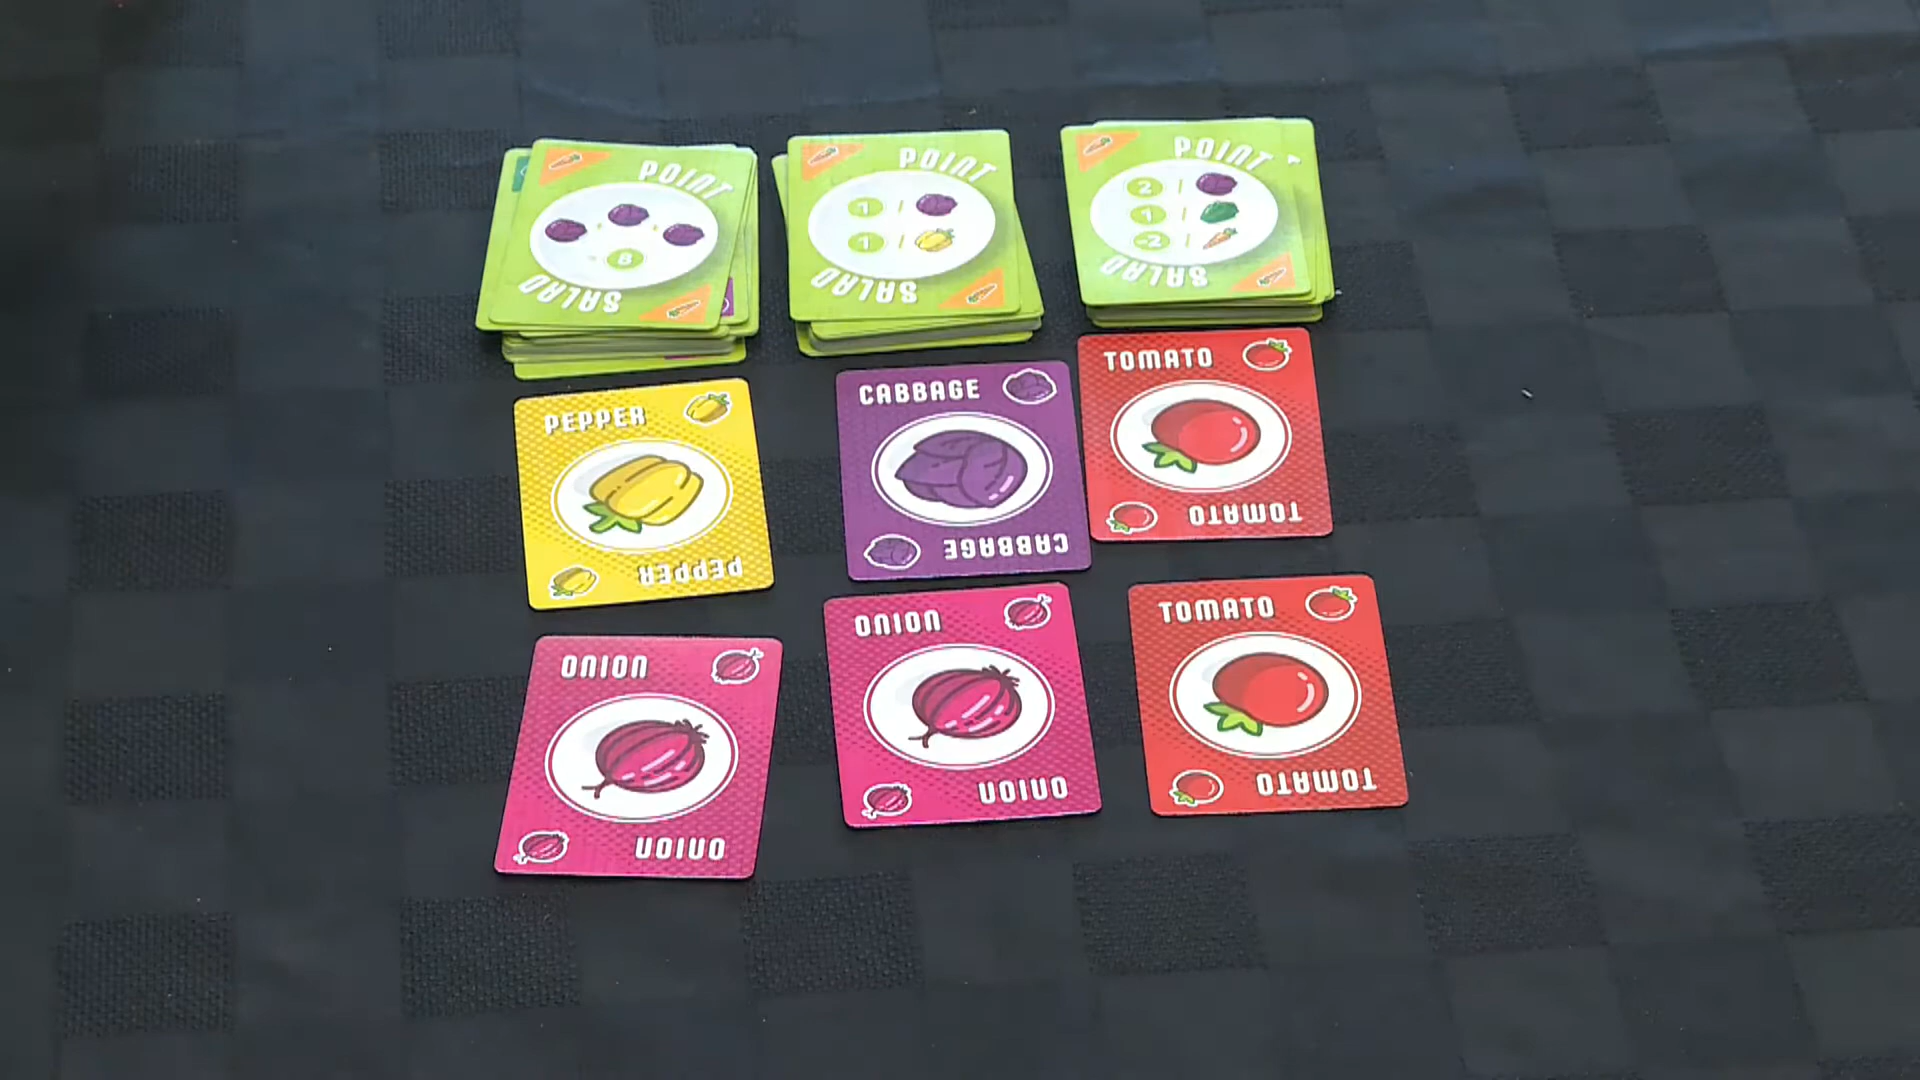 POINT
8
SALAD
POINT
1 /
1 /
SALAD
POINT
2 /
1 /
-2 /
SALAD
PEPPER
PEPPER
CABBAGE
CABBAGE
TOMATO
TOMATO
ONION
ONION
ONION
ONION
TOMATO
TOMATO